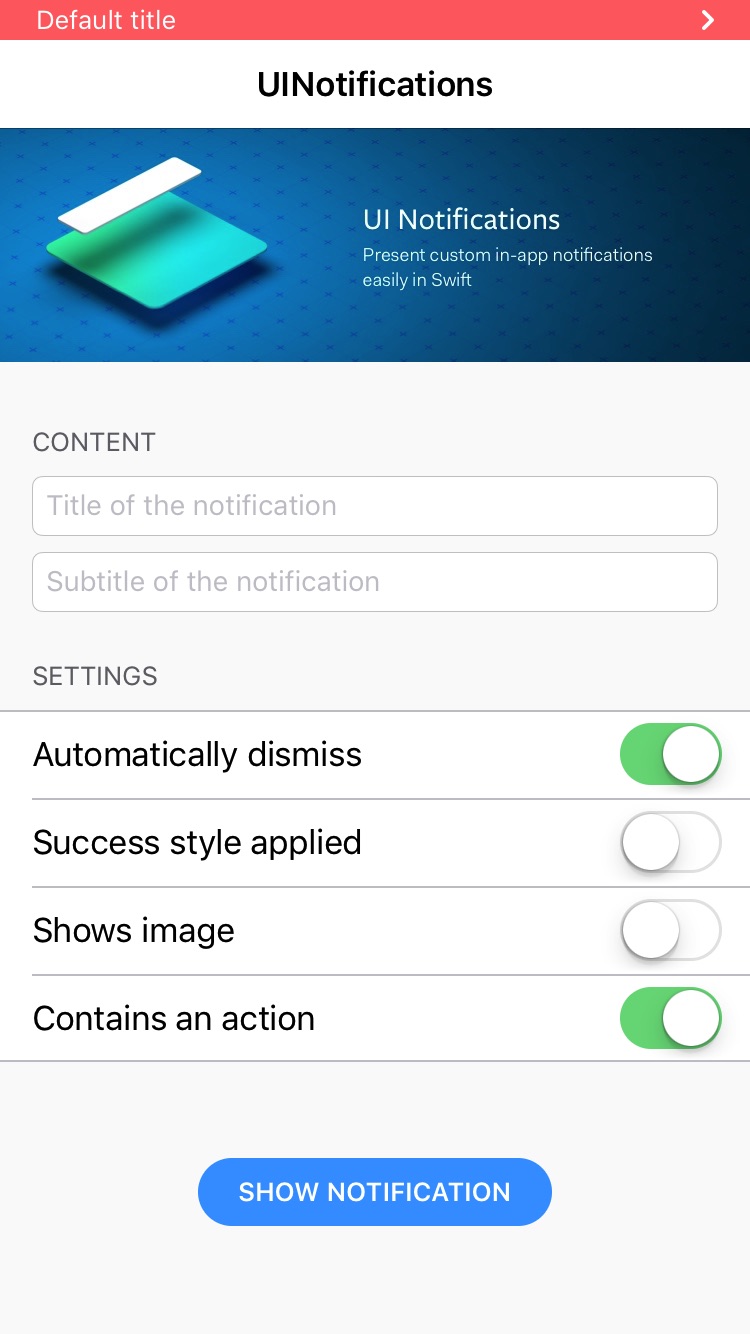 Default title
UINotifications
UI Notifications
Present custom in-app notifications
easily in Swift
CONTENT
Title of the notification
Subtitle of the notification
SETTINGS
Automatically dismiss
Success style applied
Shows image
Contains an action
SHOW NOTIFICATION